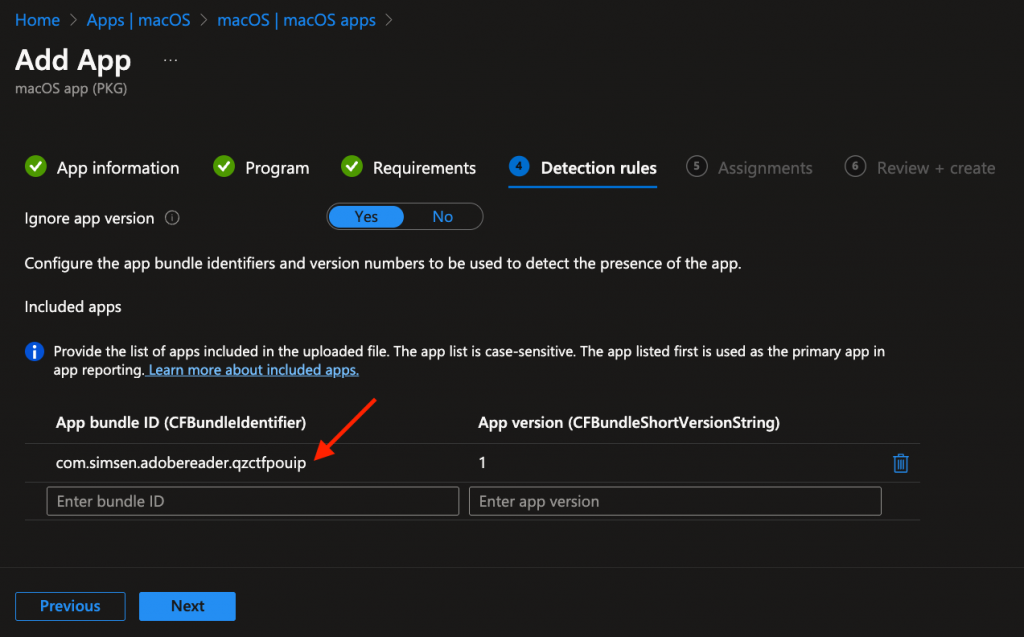 Home > Apps | macOS > macOS | macOS apps >
Add App ...
macOS app (PKG)
App information Program Requirements 4 Detection rules 5 Assignments 6 Review + create
Ignore app version Yes No
Configure the app bundle identifiers and version numbers to be used to detect the presence of the app.
Included apps
Provide the list of apps included in the uploaded file. The app list is case-sensitive. The app listed first is used as the primary app in
app reporting. Learn more about included apps.
App bundle ID (CFBundleIdentifier) App version (CFBundleShortVersionString)
com.simsen.adobereader.qzctfpouip 1
Enter bundle ID Enter app version
Previous Next